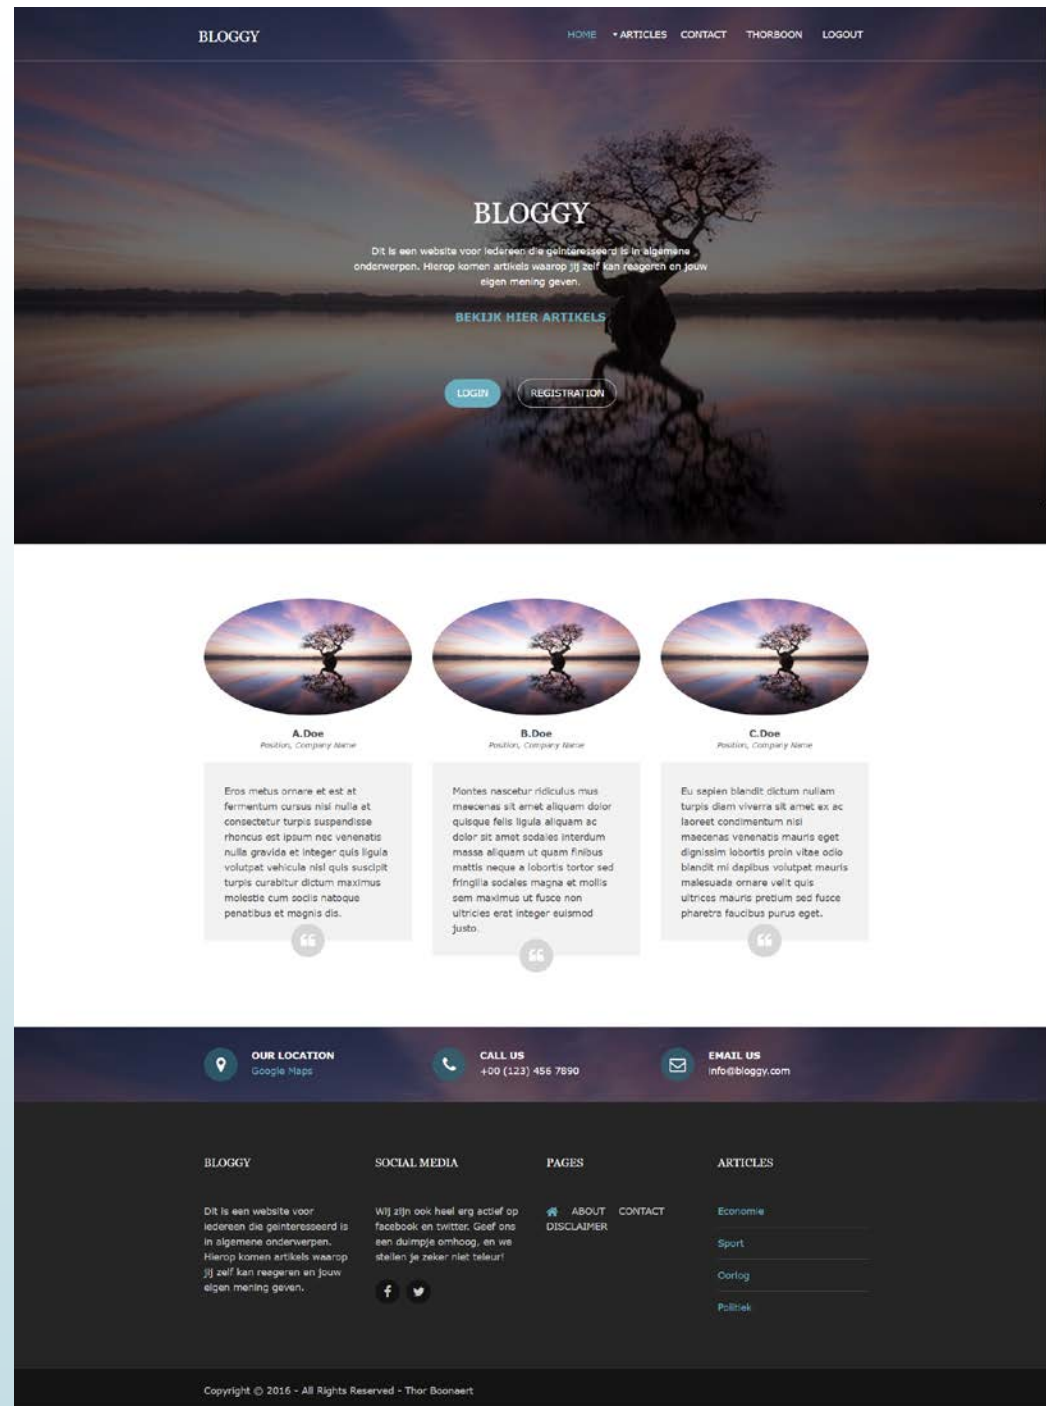 BLOGGY
HOME ARTICLES CONTACT THORBOON LOGOUT
BLOGGY
Dit is een website voor iedereen die geinteresseerd is in algemene
onderwerpen. Hierop komen artikels waarop jij zelf kan reageren en jouw
eigen mening geven.
BEKIJK HIER ARTIKELS
LOGIN REGISTRATION
A.Doe
Position, Company Name
Eros metus ornare et est at
fermentum cursus nisi nulla at
consectetur turpis suspendisse
rhoncus est ipsum nec venenatis
nulla gravida et integer quis ligula
volutpat vehicula nisl quis suscipit
turpis curabitur dictum maximus
molestie cum sociis natoque
penatibus et magnis dis.
B.Doe
Position, Company Name
Montes nascetur ridiculus mus
maecenas sit amet aliquam dolor
quisque felis ligula aliquam ac
dolor sit amet sodales interdum
massa aliquam ut quam finibus
mattis neque a lobortis tortor sed
fringilla sodales magna et mollis
sem maximus ut fusce non
ultricies erat integer euismod
justo.
C.Doe
Position, Company Name
Eu sapien blandit dictum nullam
turpis diam viverra sit amet ex ac
laoreet condimentum nisi
maecenas venenatis mauris eget
dignissim lobortis proin vitae odio
blandit mi dapibus volutpat mauris
malesuada ornare velit quis
ultrices mauris pretium sed fusce
pharetra faucibus purus eget.
OUR LOCATION
Google Maps
CALL US
+00 (123) 456 7890
EMAIL US
info@bloggy.com
BLOGGY
Dit is een website voor
iedereen die geinteresseerd is
in algemene onderwerpen.
Hierop komen artikels waarop
jij zelf kan reageren en jouw
eigen mening geven.
SOCIAL MEDIA
Wij zijn ook heel erg actief op
facebook en twitter. Geef ons
een duimpje omhoog, en we
stellen je zeker niet teleur!
PAGES
ABOUT CONTACT
DISCLAIMER
ARTICLES
Economie
Sport
Oorlog
Politiek
Copyright © 2016 - All Rights Reserved - Thor Boonaert